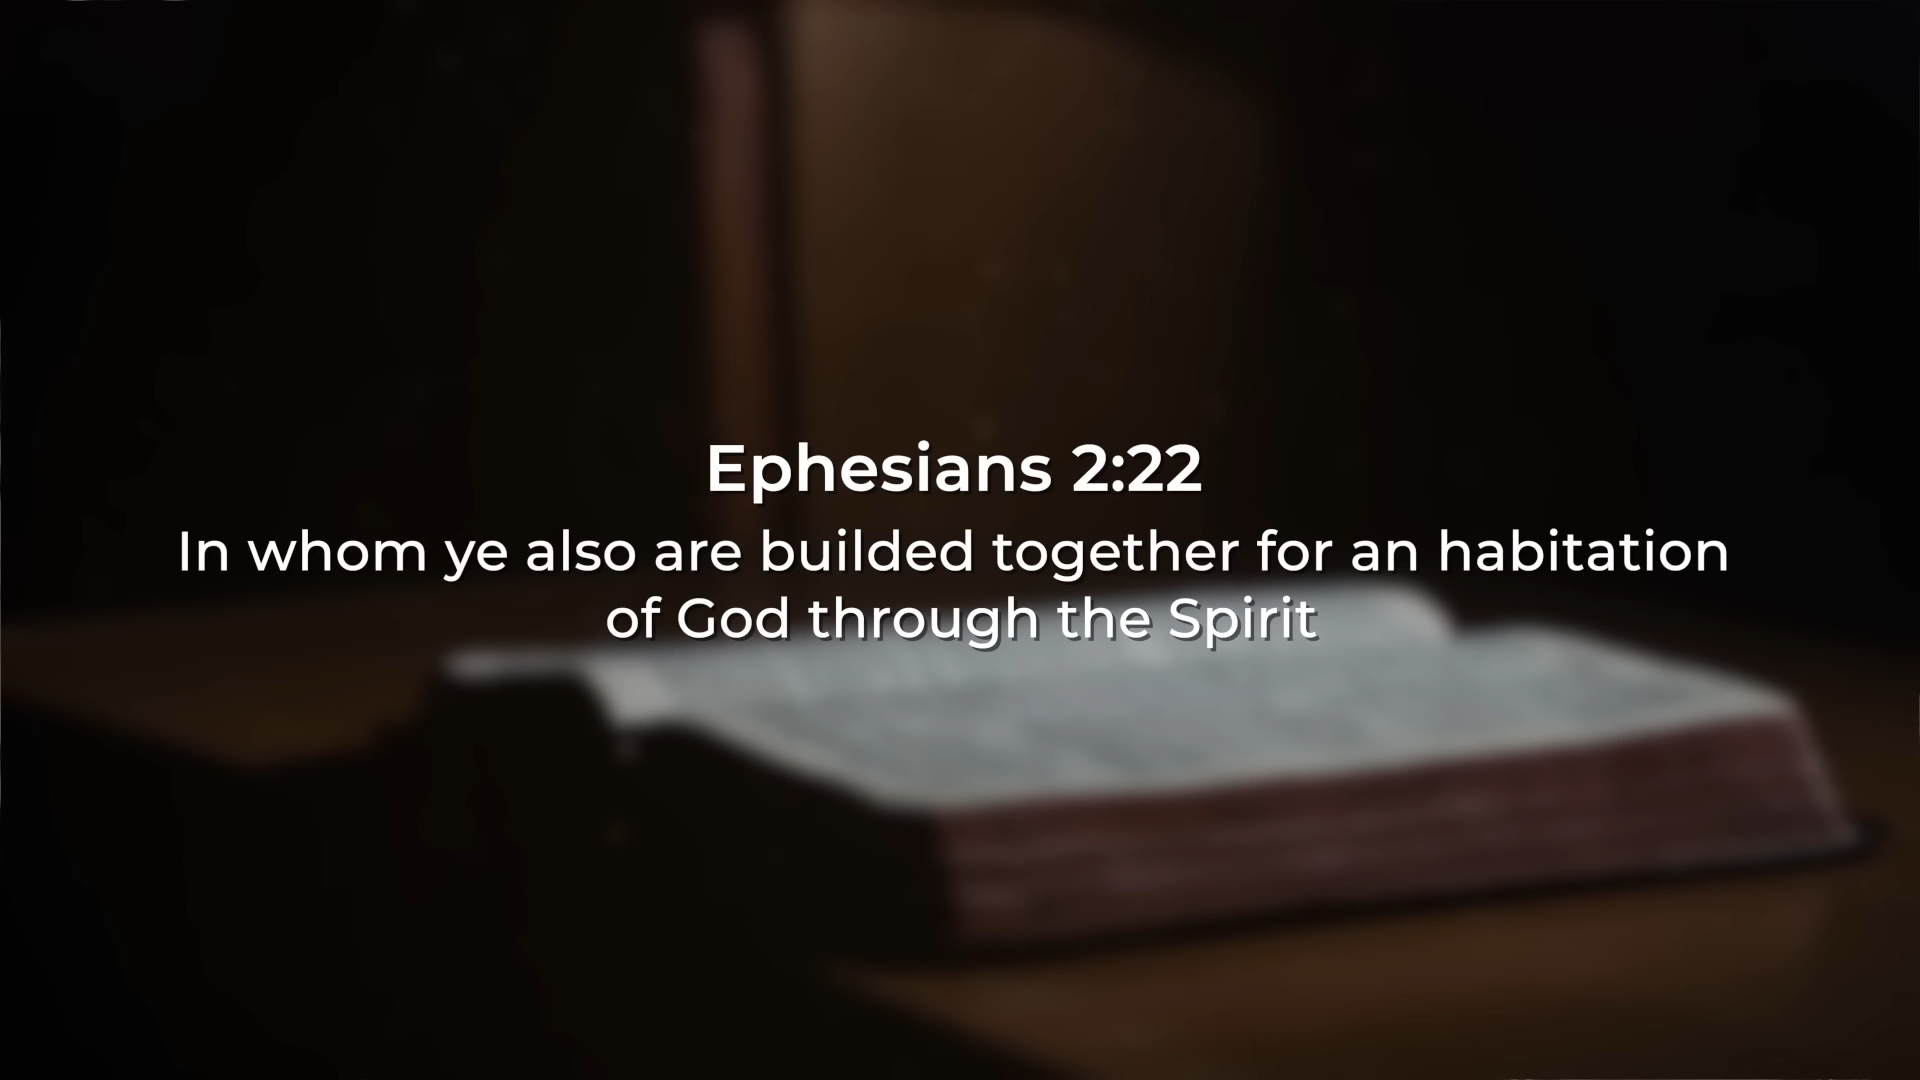 Ephesians 2:22
In whom ye also are builded together for an habitation
of God through the Spirit